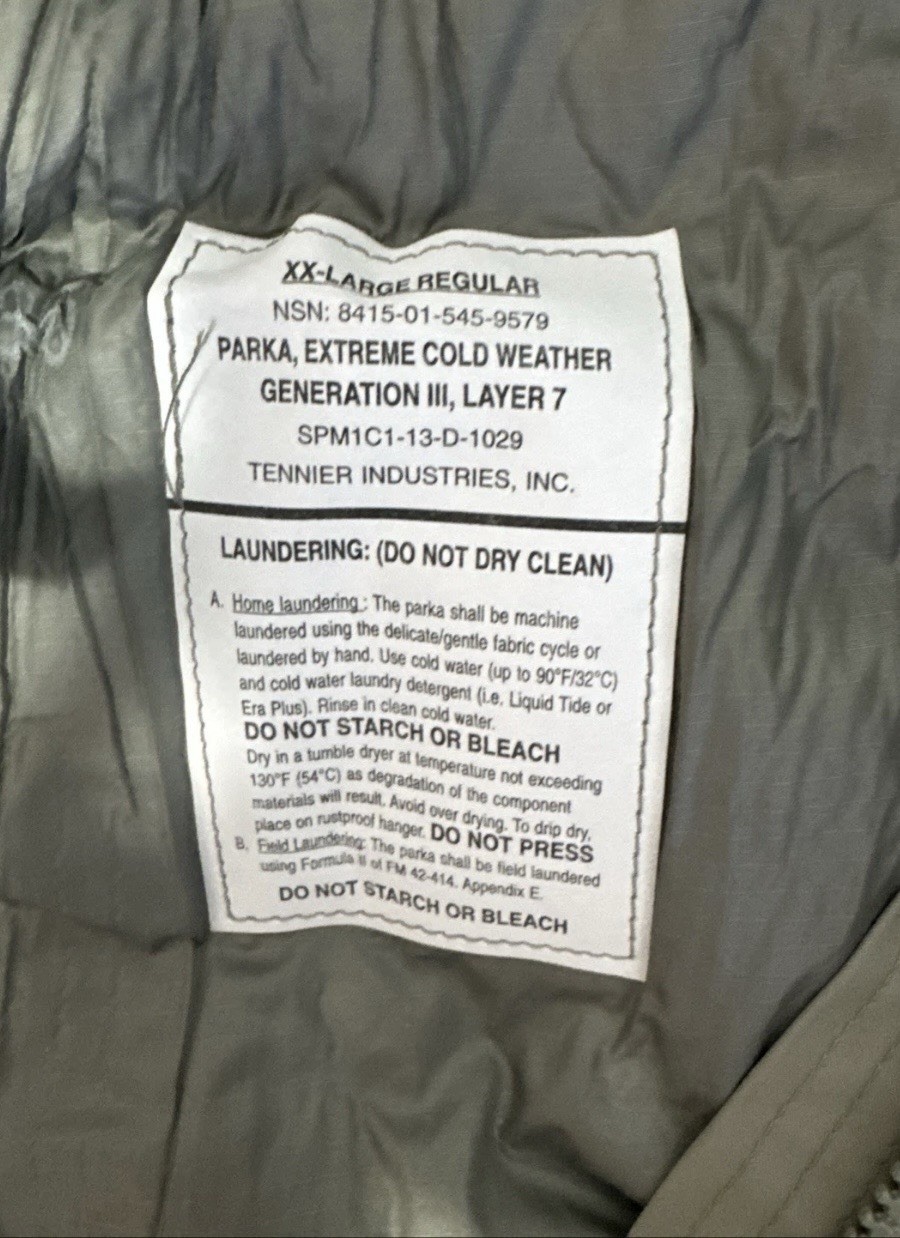 XX-LARGE REGULAR
NSN: 8415-01-545-9579
PARKA, EXTREME COLD WEATHER
GENERATION III, LAYER 7
SPM1C1-13-D-1029
TENNIER INDUSTRIES, INC.
LAUNDERING: (DO NOT DRY CLEAN)
A. Home laundering : The parka shall be machine
laundered using the delicate/gentle fabric cycle or
laundered by hand. Use cold water (up to 90°F/32°C)
and cold water laundry detergent (i.e. Liquid Tide or
Era Plus). Rinse in clean cold water.
DO NOT STARCH OR BLEACH
Dry in a tumble dryer at temperature not exceeding
130°F (54°C) as degradation of the component
materials will result. Avoid over drying. To drip dry,
place on rustproof hanger. DO NOT PRESS
B. Field Laundering: The parka shall be field laundered
using Formula II of FM 42-414. Appendix E.
DO NOT STARCH OR BLEACH